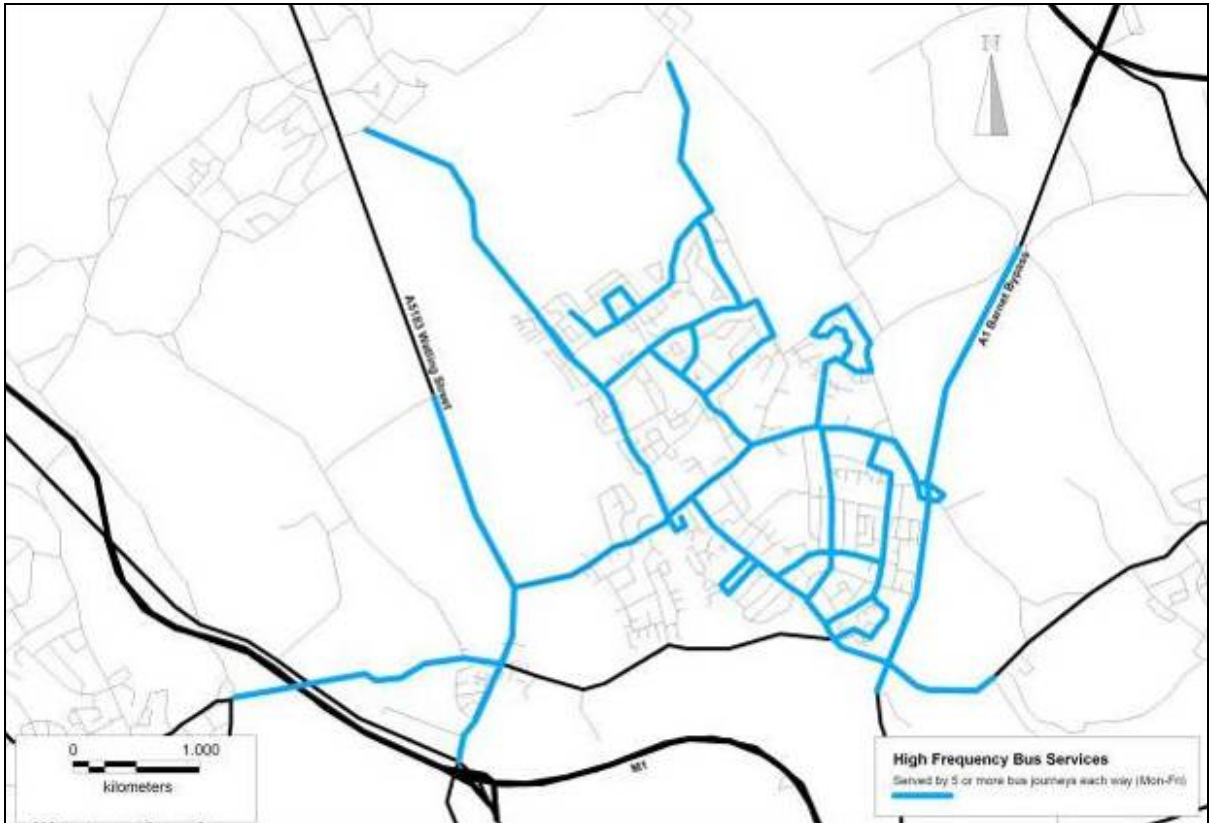 N
A5183 Watling Street
A1 Barnet Bypass
0 1.000
kilometers
M1
High Frequency Bus Services
Served by 5 or more bus journeys each way (Mon-Fri)